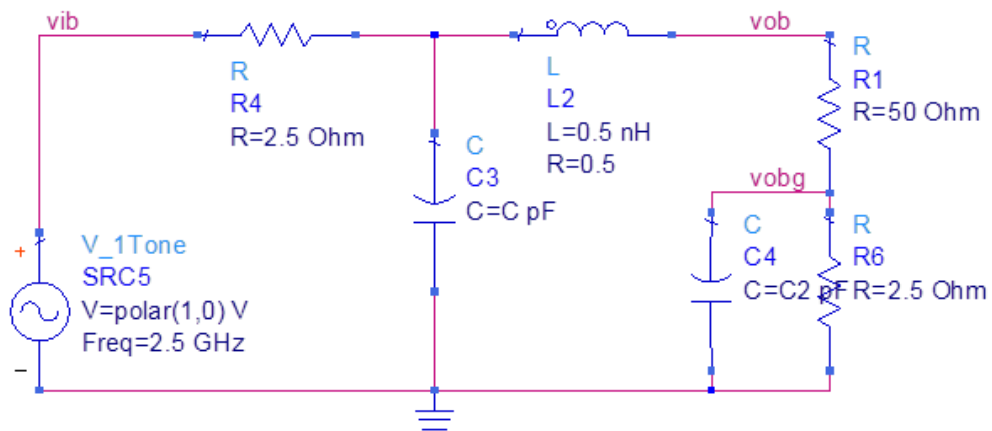 vib
R
R4
R=2.5 Ohm
L
L2
L=0.5 nH
R=0.5
vob
R
R1
R=50 Ohm
C
C3
C=C pF
vobg
C
C4
C=C2 pF
R
R6
R=2.5 Ohm
+
V_1Tone
SRC5
V=polar(1,0) V
Freq=2.5 GHz
−